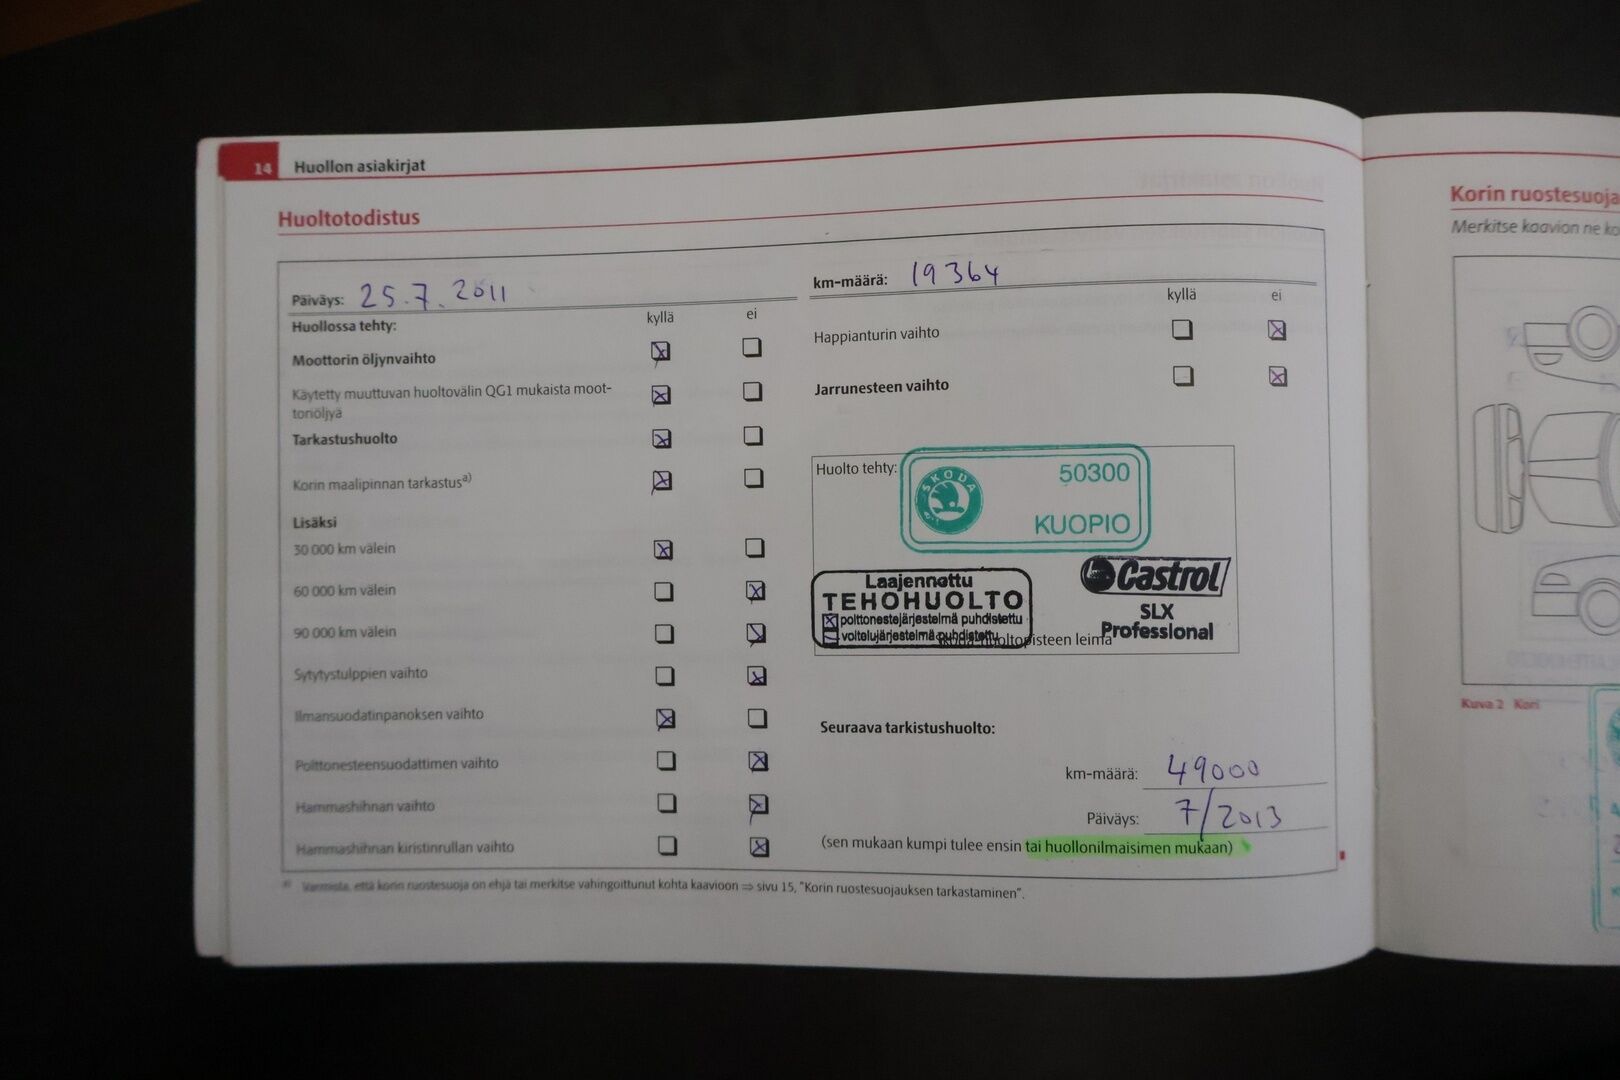 14 Huollon asiakirjat
Huoltotodistus
Päiväys: 25.7.2011
Huollossa tehty:
kyllä ei
Moottorin öljynvaihto
Käytetty muuttuvan huoltovälin QG1 mukaista moot-
toriöljyä
Tarkastushuolto
Korin maalipinnan tarkastus a)
Lisäksi
30 000 km välein
60 000 km välein
90 000 km välein
Sytytystulppien vaihto
Ilmansuodatinpanoksen vaihto
Polttonesteensuodattimen vaihto
Hammashihnan vaihto
Hammashihnan kiristinrullan vaihto
km-määrä: 19364
kyllä ei
Happianturin vaihto
Jarrunesteen vaihto
Huolto tehty:
SKODA
50300
KUOPIO
Laajennettu
TEHOHUOLTO
polttonestejärjestelmä puhdistettu
voitelujärjestelmä puhdistettu
Castrol
SLX
Professional
huoltopisteen leima
Seuraava tarkistushuolto:
km-määrä: 49000
Päiväys: 7/2013
(sen mukaan kumpi tulee ensin tai huollonilmaisimen mukaan)
a) Varmista, että korin ruostesuoja on ehjä tai merkitse vahingoittunut kohta kaavioon ⇒ sivu 15, "Korin ruostesuojauksen tarkastaminen".
Korin ruostesuoja
Merkitse kaavion ne ko
Kuva 2 Kori